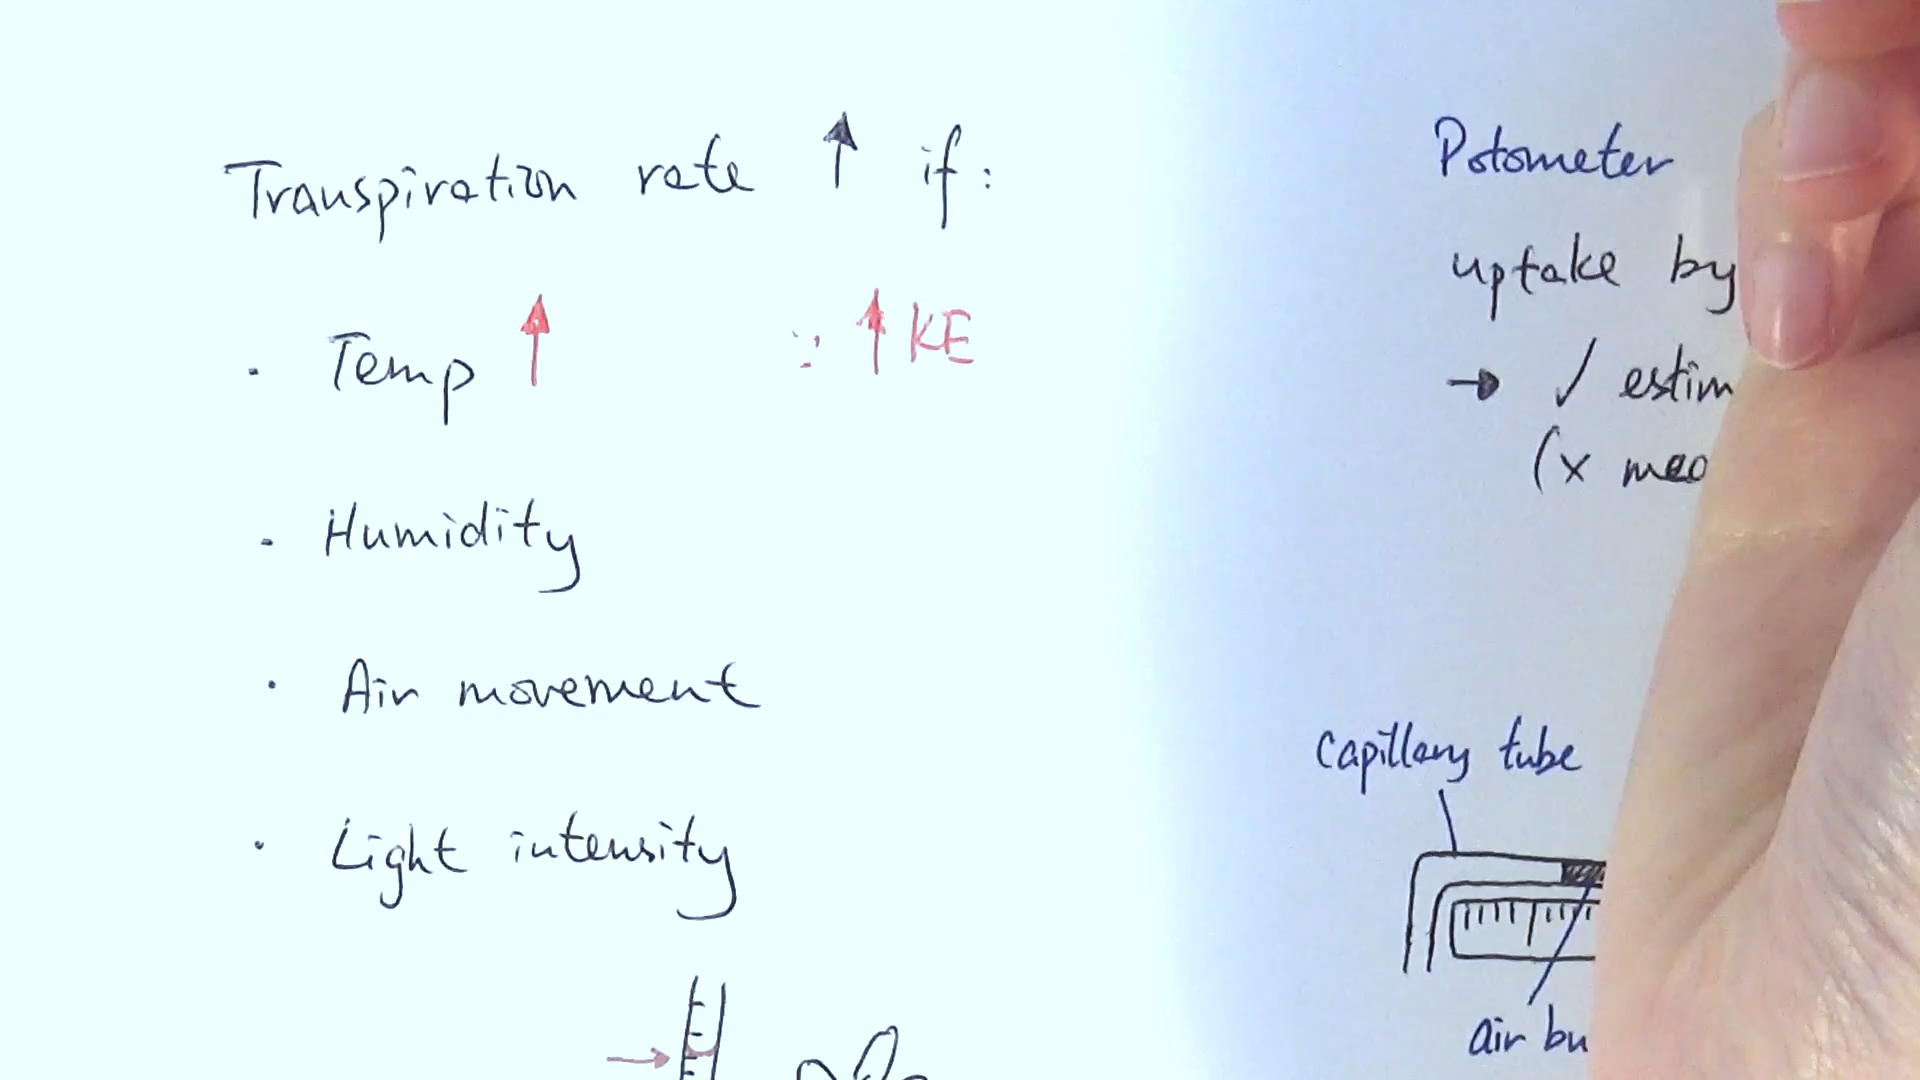 Transpiration rate ↑ if:
· Temp ↑ ∵ ↑ KE
· Humidity
· Air movement
· Light intensity
Potometer
uptake by
→ ✓ estim
(x mea
Capillary tube
air bu